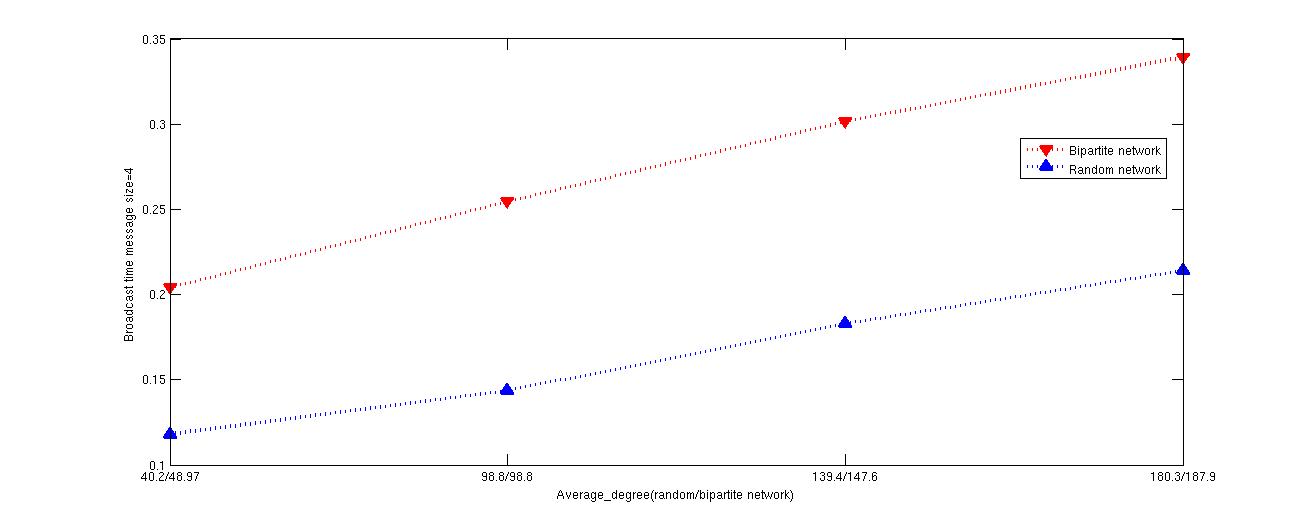 0.35
0.3
0.25
0.2
0.15
0.1
Broadcast time message size=4
Bipartite network
Random network
40.2/48.97
98.8/98.8
139.4/147.6
180.3/187.9
Average_degree(random/bipartite network)